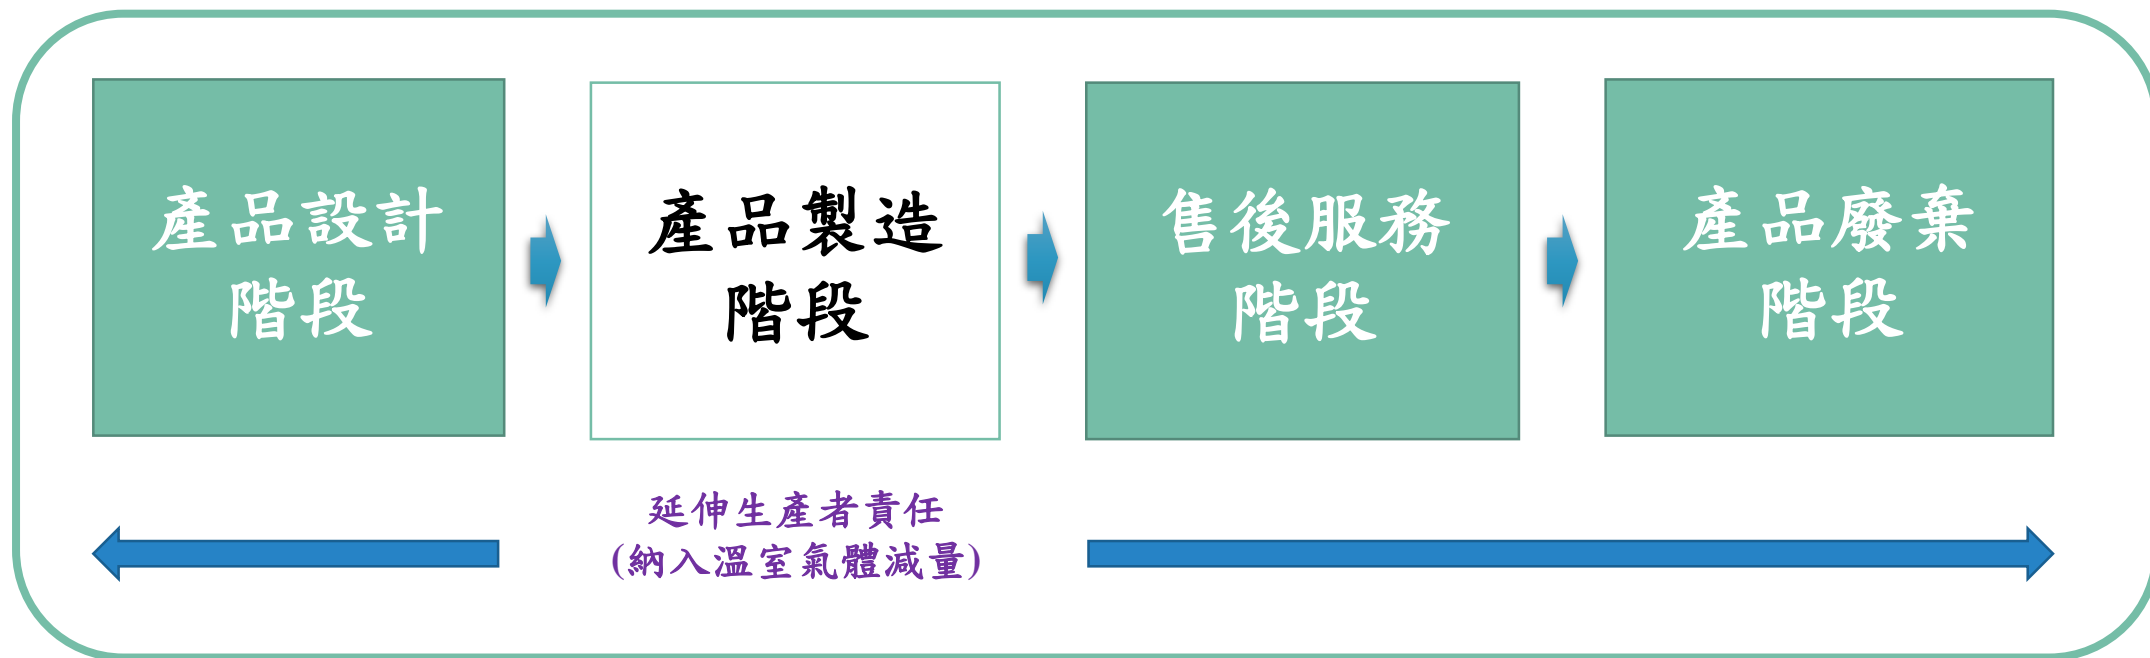 產品設計
階段
產品製造
階段
售後服務
階段
產品廢棄
階段
延伸生產者責任
(納入溫室氣體減量)